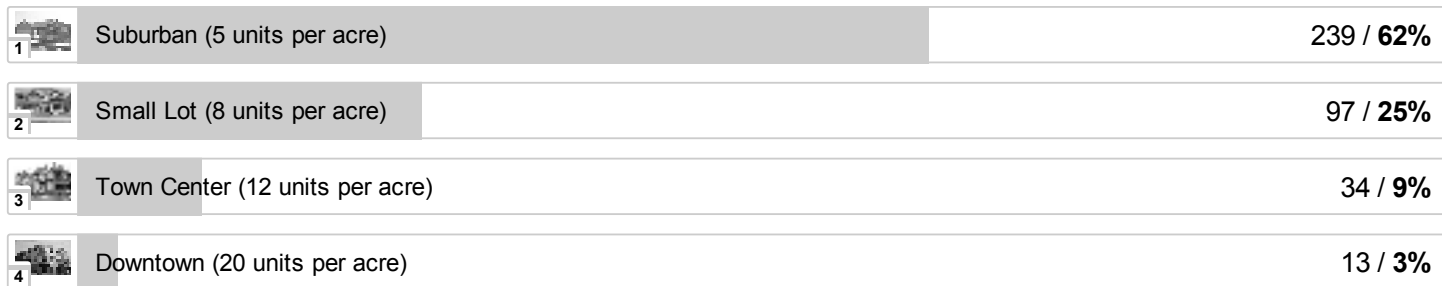 1 Suburban (5 units per acre) 239 / 62%
2 Small Lot (8 units per acre) 97 / 25%
3 Town Center (12 units per acre) 34 / 9%
4 Downtown (20 units per acre) 13 / 3%